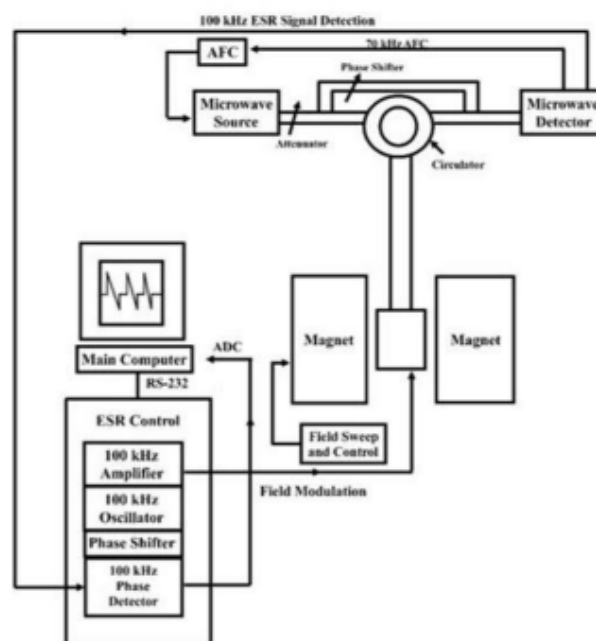 100 kHz ESR Signal Detection
70 kHz AFC
AFC
Phase Shifter
Microwave
Source
Microwave
Detector
Attenuator
Circulator
Magnet
Magnet
Main Computer
ADC
RS-232
ESR Control
Field Sweep
and Control
100 kHz
Amplifier
Field Modulation
100 kHz
Oscillator
Phase Shifter
100 kHz
Phase
Detector